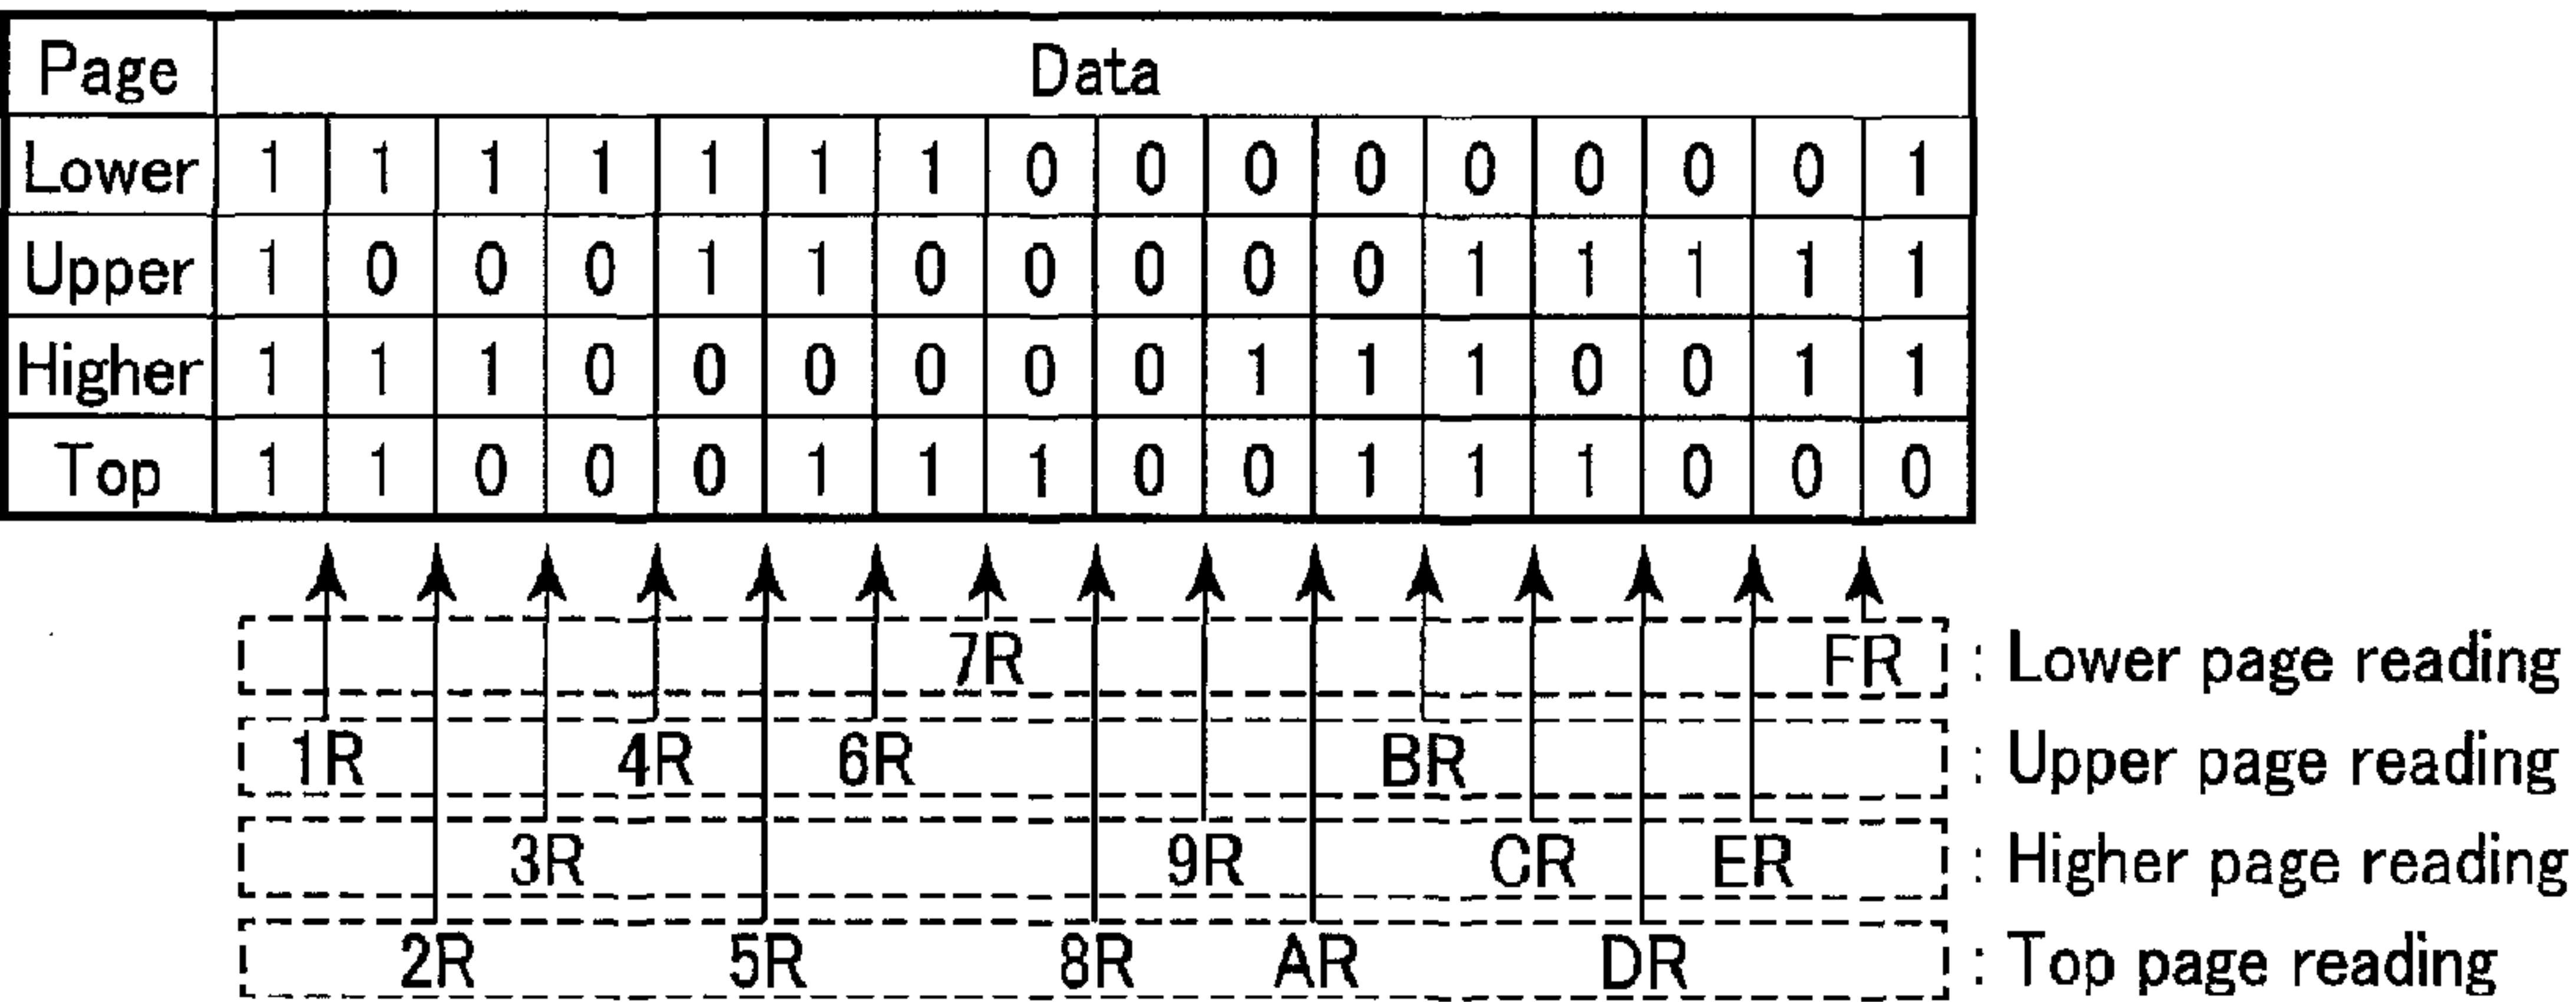 Page Data
Lower 1 1 1 1 1 1 1 0 0 0 0 0 0 0 0 1
Upper 1 0 0 0 1 1 0 0 0 0 0 1 1 1 1 1
Higher 1 1 1 0 0 0 0 0 0 1 1 1 0 0 1 1
Top 1 1 0 0 0 1 1 1 0 0 1 1 1 0 0 0
7R FR : Lower page reading
1R 4R 6R BR : Upper page reading
3R 9R CR ER : Higher page reading
2R 5R 8R AR DR : Top page reading